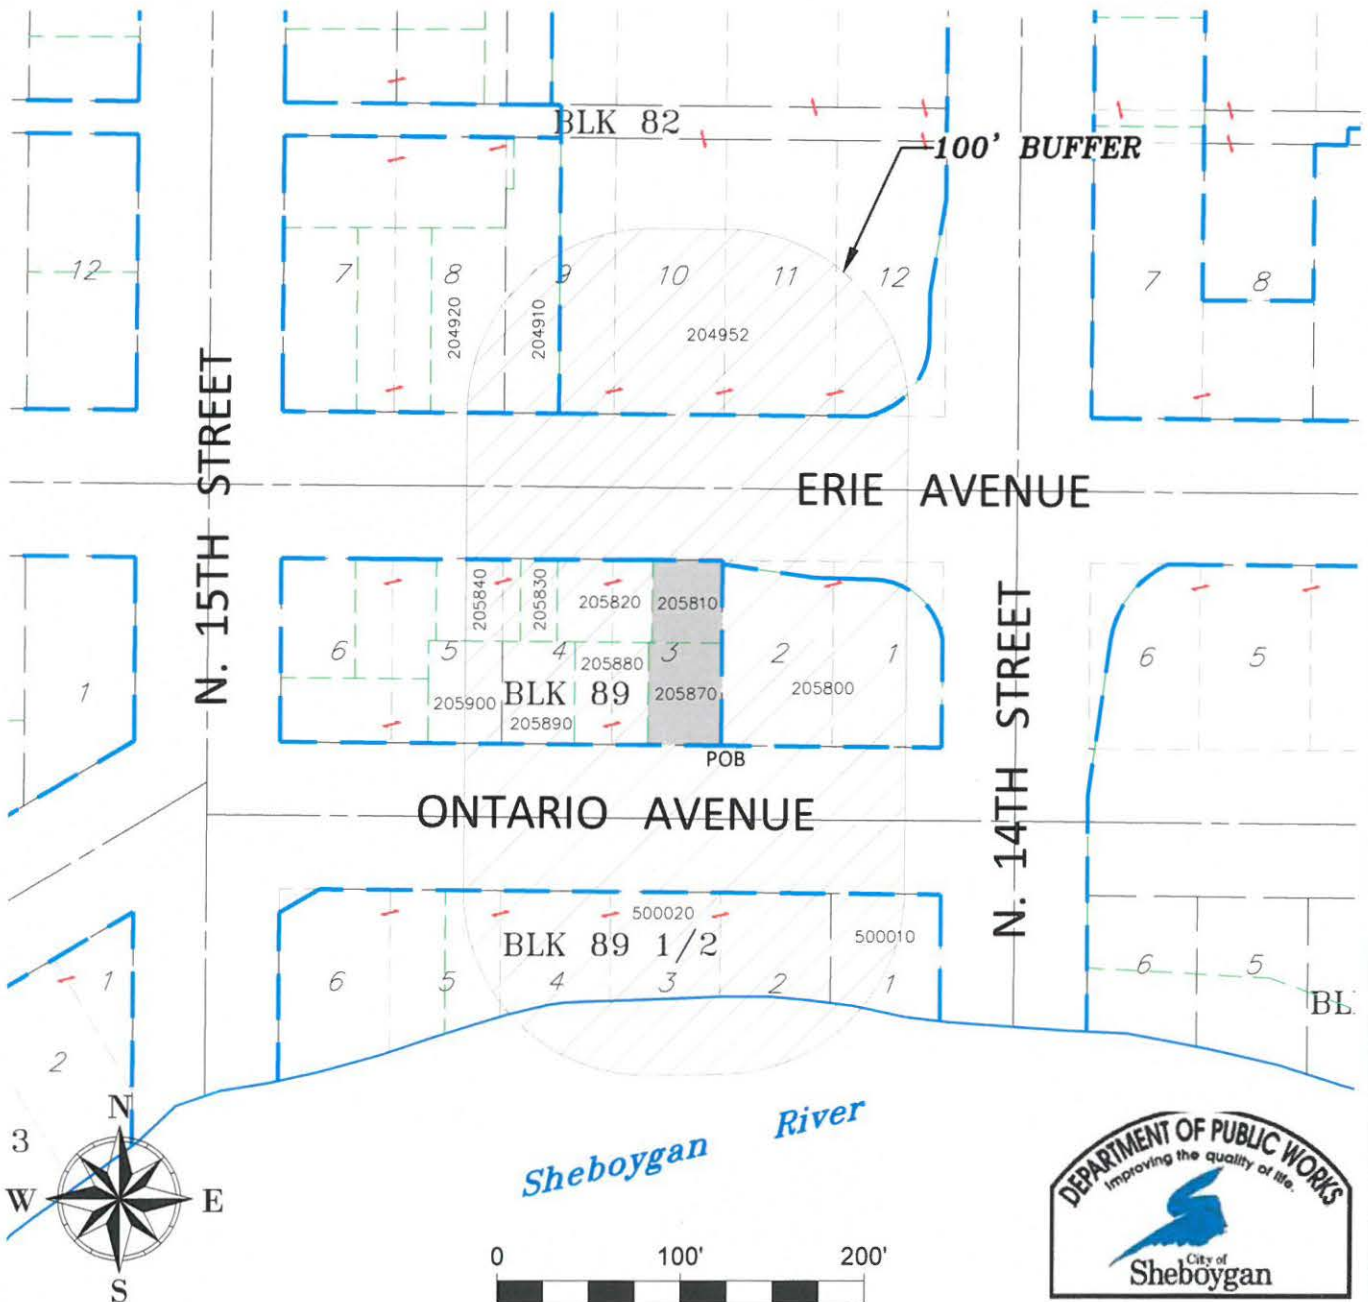 BLK 82
100' BUFFER
12
7
8
9
10
11
12
7
8
204920
204910
204952
N. 15TH STREET
ERIE AVENUE
205840
205830
205820
205810
6
5
4
3
2
1
205880
205900
BLK 89
205870
205800
205890
1
6
5
POB
N. 14TH STREET
ONTARIO AVENUE
500020
500010
BLK 89 1/2
1
6
5
4
3
2
1
6
5
BL
2
3
N
W
E
S
Sheboygan River
0 100' 200'
DEPARTMENT OF PUBLIC WORKS
Improving the quality of life.
City of
Sheboygan